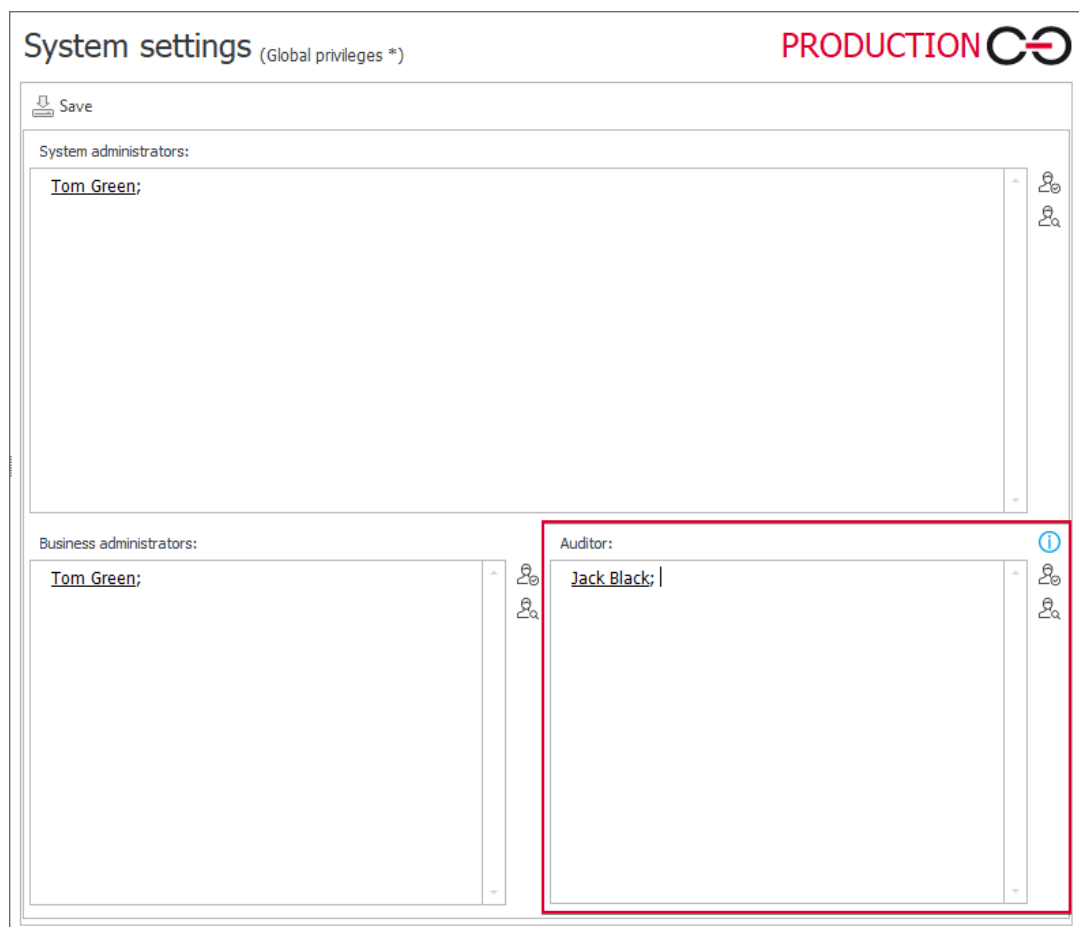 System settings (Global privileges *)
PRODUCTION
Save
System administrators:
Tom Green;
Business administrators:
Tom Green;
Auditor:
Jack Black;